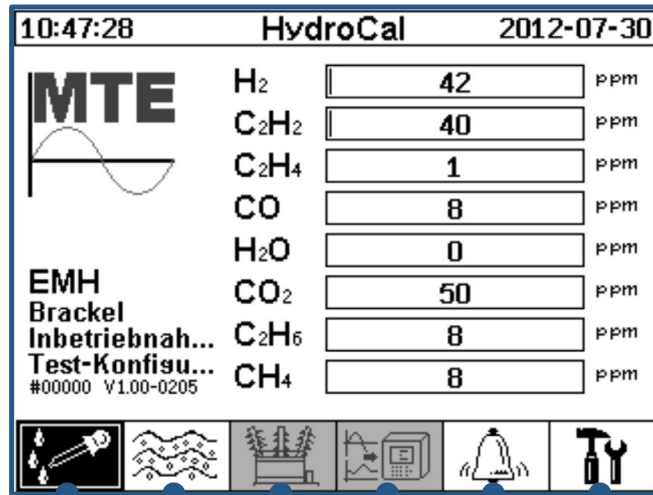 10:47:28 HydroCal 2012-07-30
MTE
H₂ 42 ppm
C₂H₂ 40 ppm
C₂H₄ 1 ppm
CO 8 ppm
H₂O 0 ppm
CO₂ 50 ppm
C₂H₆ 8 ppm
CH₄ 8 ppm
EMH
Brackel
Inbetriebnah...
Test-Konfigu...
#00000 V1.00-0205